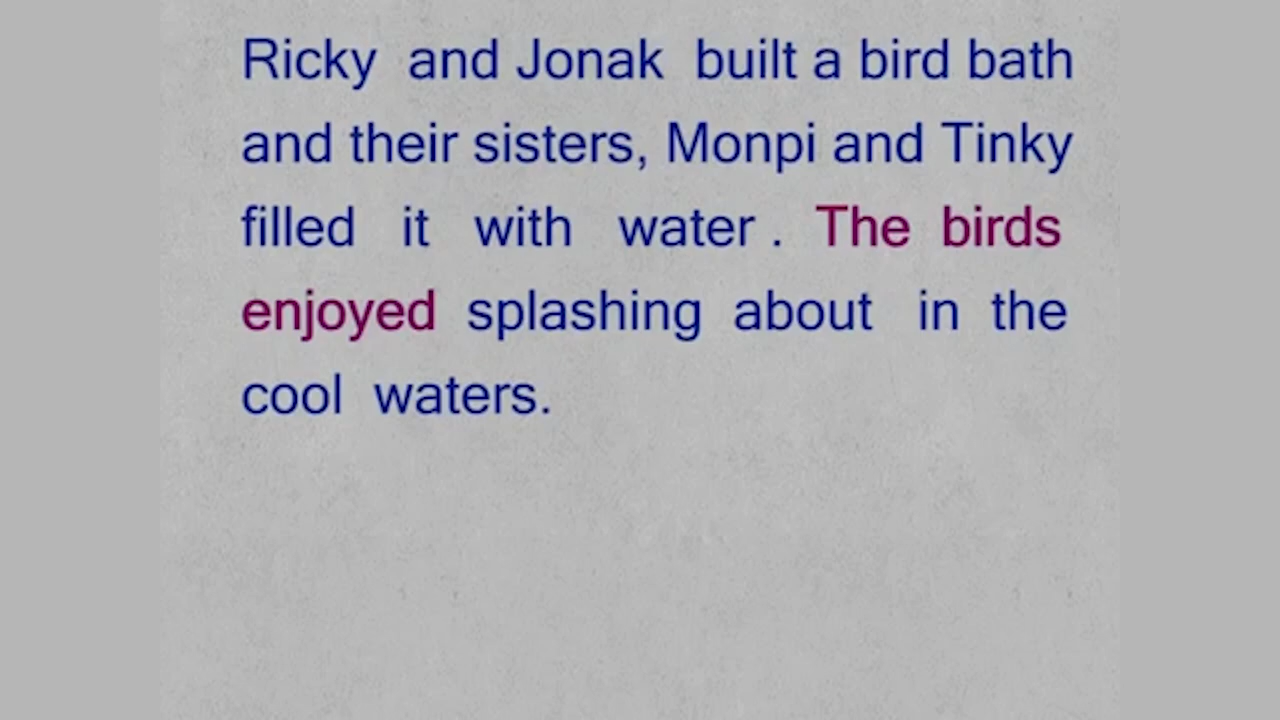 Ricky and Jonak built a bird bath
and their sisters, Monpi and Tinky
filled it with water . The birds
enjoyed splashing about in the
cool waters.